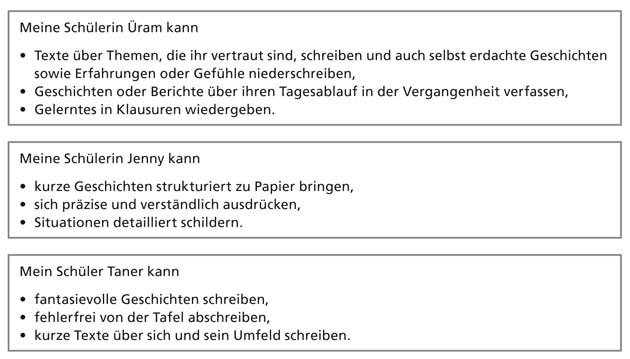 Meine Schülerin Üram kann
• Texte über Themen, die ihr vertraut sind, schreiben und auch selbst erdachte Geschichten
sowie Erfahrungen oder Gefühle niederschreiben,
• Geschichten oder Berichte über ihren Tagesablauf in der Vergangenheit verfassen,
• Gelerntes in Klausuren wiedergeben.
Meine Schülerin Jenny kann
• kurze Geschichten strukturiert zu Papier bringen,
• sich präzise und verständlich ausdrücken,
• Situationen detailliert schildern.
Mein Schüler Taner kann
• fantasievolle Geschichten schreiben,
• fehlerfrei von der Tafel abschreiben,
• kurze Texte über sich und sein Umfeld schreiben.